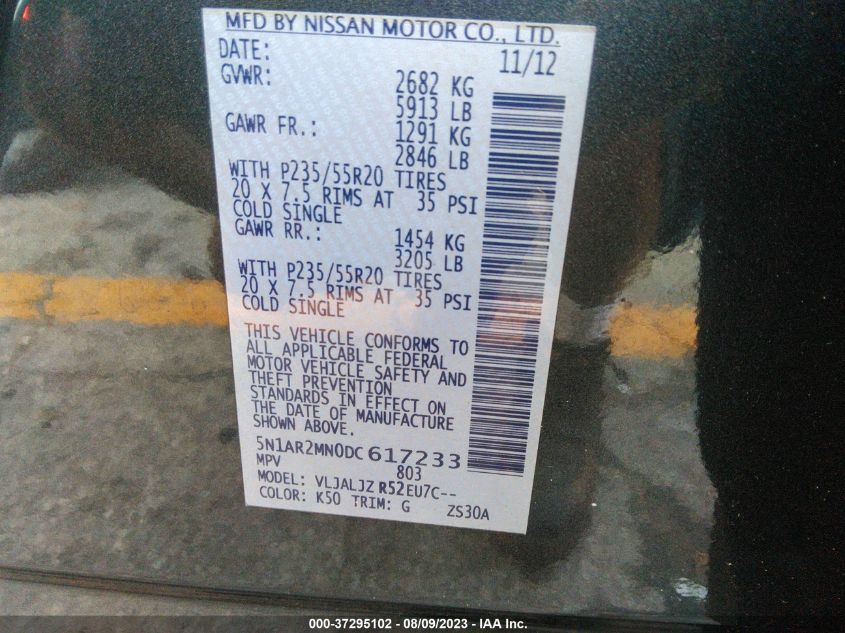 MFD BY NISSAN MOTOR CO., LTD.
DATE: 11/12
GVWR: 2682 KG
5913 LB
GAWR FR.: 1291 KG
2846 LB
WITH P235/55R20 TIRES
20 X 7.5 RIMS AT 35 PSI
COLD SINGLE
GAWR RR.: 1454 KG
3205 LB
WITH P235/55R20 TIRES
20 X 7.5 RIMS AT 35 PSI
COLD SINGLE
THIS VEHICLE CONFORMS TO
ALL APPLICABLE FEDERAL
MOTOR VEHICLE SAFETY AND
THEFT PREVENTION
STANDARDS IN EFFECT ON
THE DATE OF MANUFACTURE
SHOWN ABOVE.
5N1AR2MN0DC617233
MPV 803
MODEL: VLJALJZ R52EU7C--
COLOR: K50 TRIM: G ZS30A
000-37295102 - 08/09/2023 - IAA Inc.